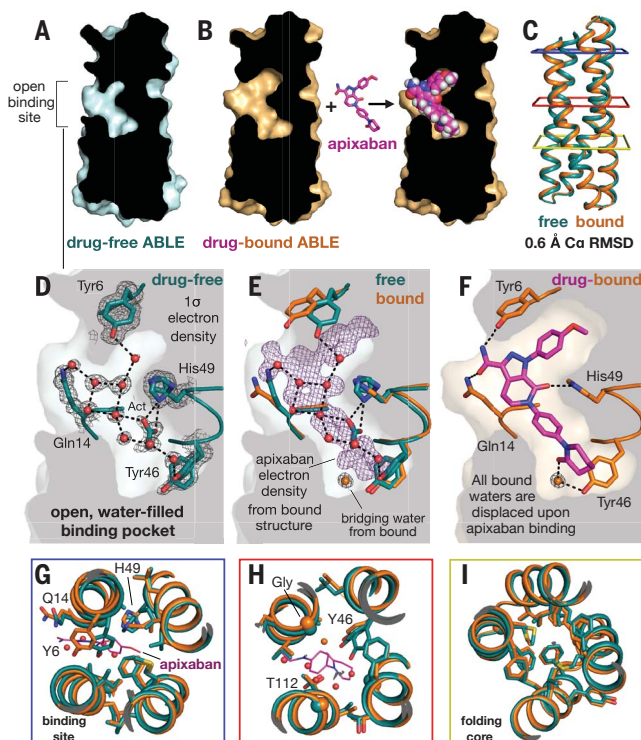 A
B
C
open
binding
site
+
apixaban
drug-free ABLE
drug-bound ABLE
free bound
0.6 Å Cα RMSD
D
drug-free
Tyr6
1σ
electron
density
His49
Act
Gln14
Tyr46
open, water-filled
binding pocket
E
free
bound
apixaban
electron
density
from bound
structure
bridging water
from bound
F
drug-bound
Tyr6
His49
Gln14
Tyr46
All bound
waters are
displaced upon
apixaban binding
G
H49
Q14
Y6
apixaban
binding
site
H
Gly
Y46
T112
I
folding
core